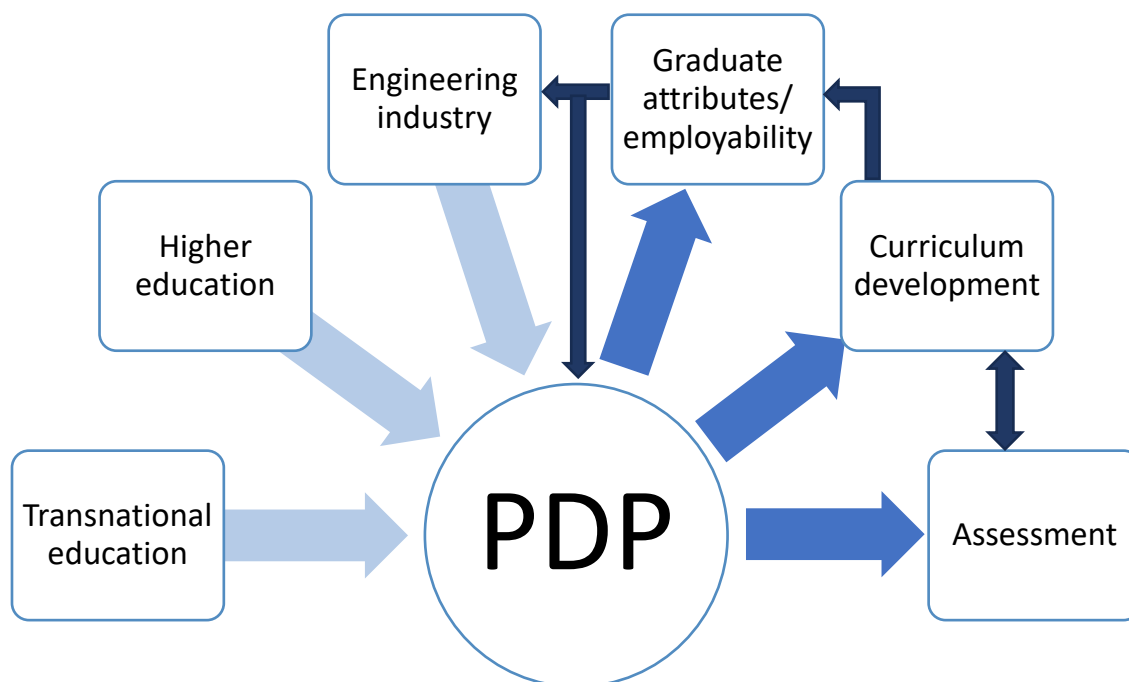 Engineering
industry
Graduate
attributes/
employability
Higher
education
Curriculum
development
Transnational
education
PDP
Assessment